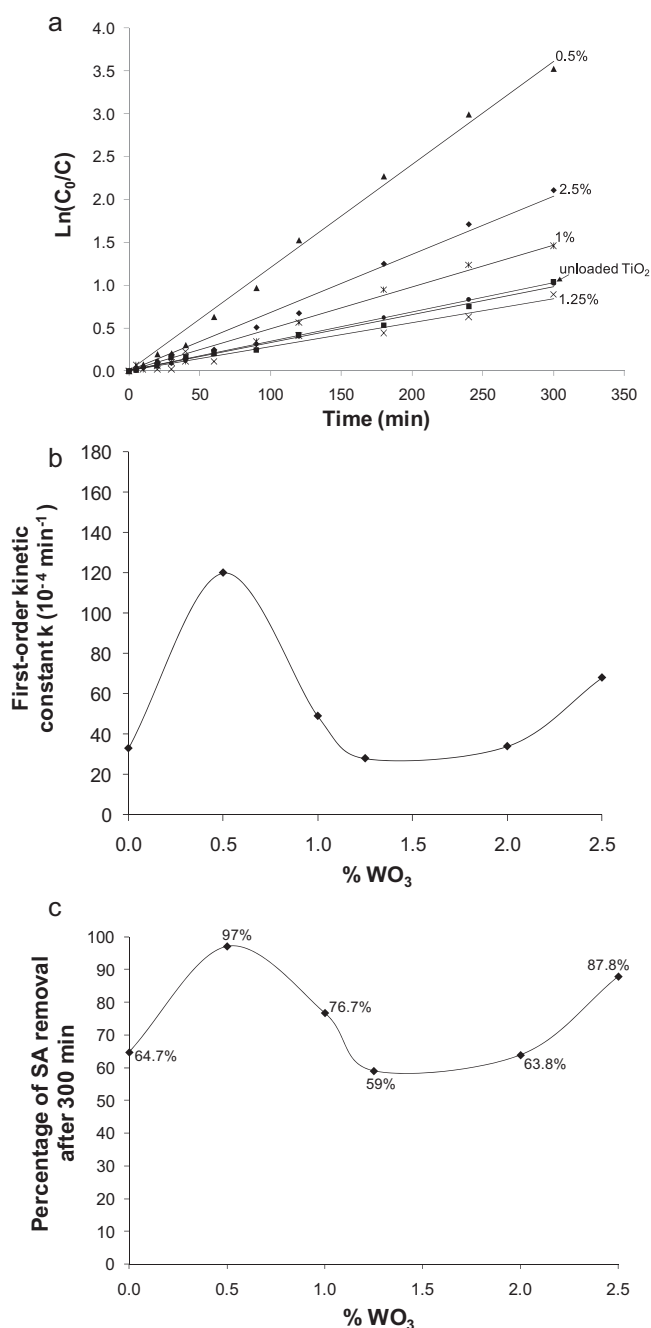 a
4.0
3.5
3.0
2.5
2.0
1.5
1.0
0.5
0.0
Ln(C₀/C)
0.5%
2.5%
1%
unloaded TiO₂
1.25%
0 50 100 150 200 250 300 350
Time (min)
b
180
160
140
120
100
80
60
40
20
0
First-order kinetic
constant k (10⁻⁴ min⁻¹)
0.0 0.5 1.0 1.5 2.0 2.5
% WO₃
c
100
90
80
70
60
50
40
30
20
10
0
Percentage of SA removal
after 300 min
64.7%
97%
76.7%
59%
63.8%
87.8%
0.0 0.5 1.0 1.5 2.0 2.5
% WO₃